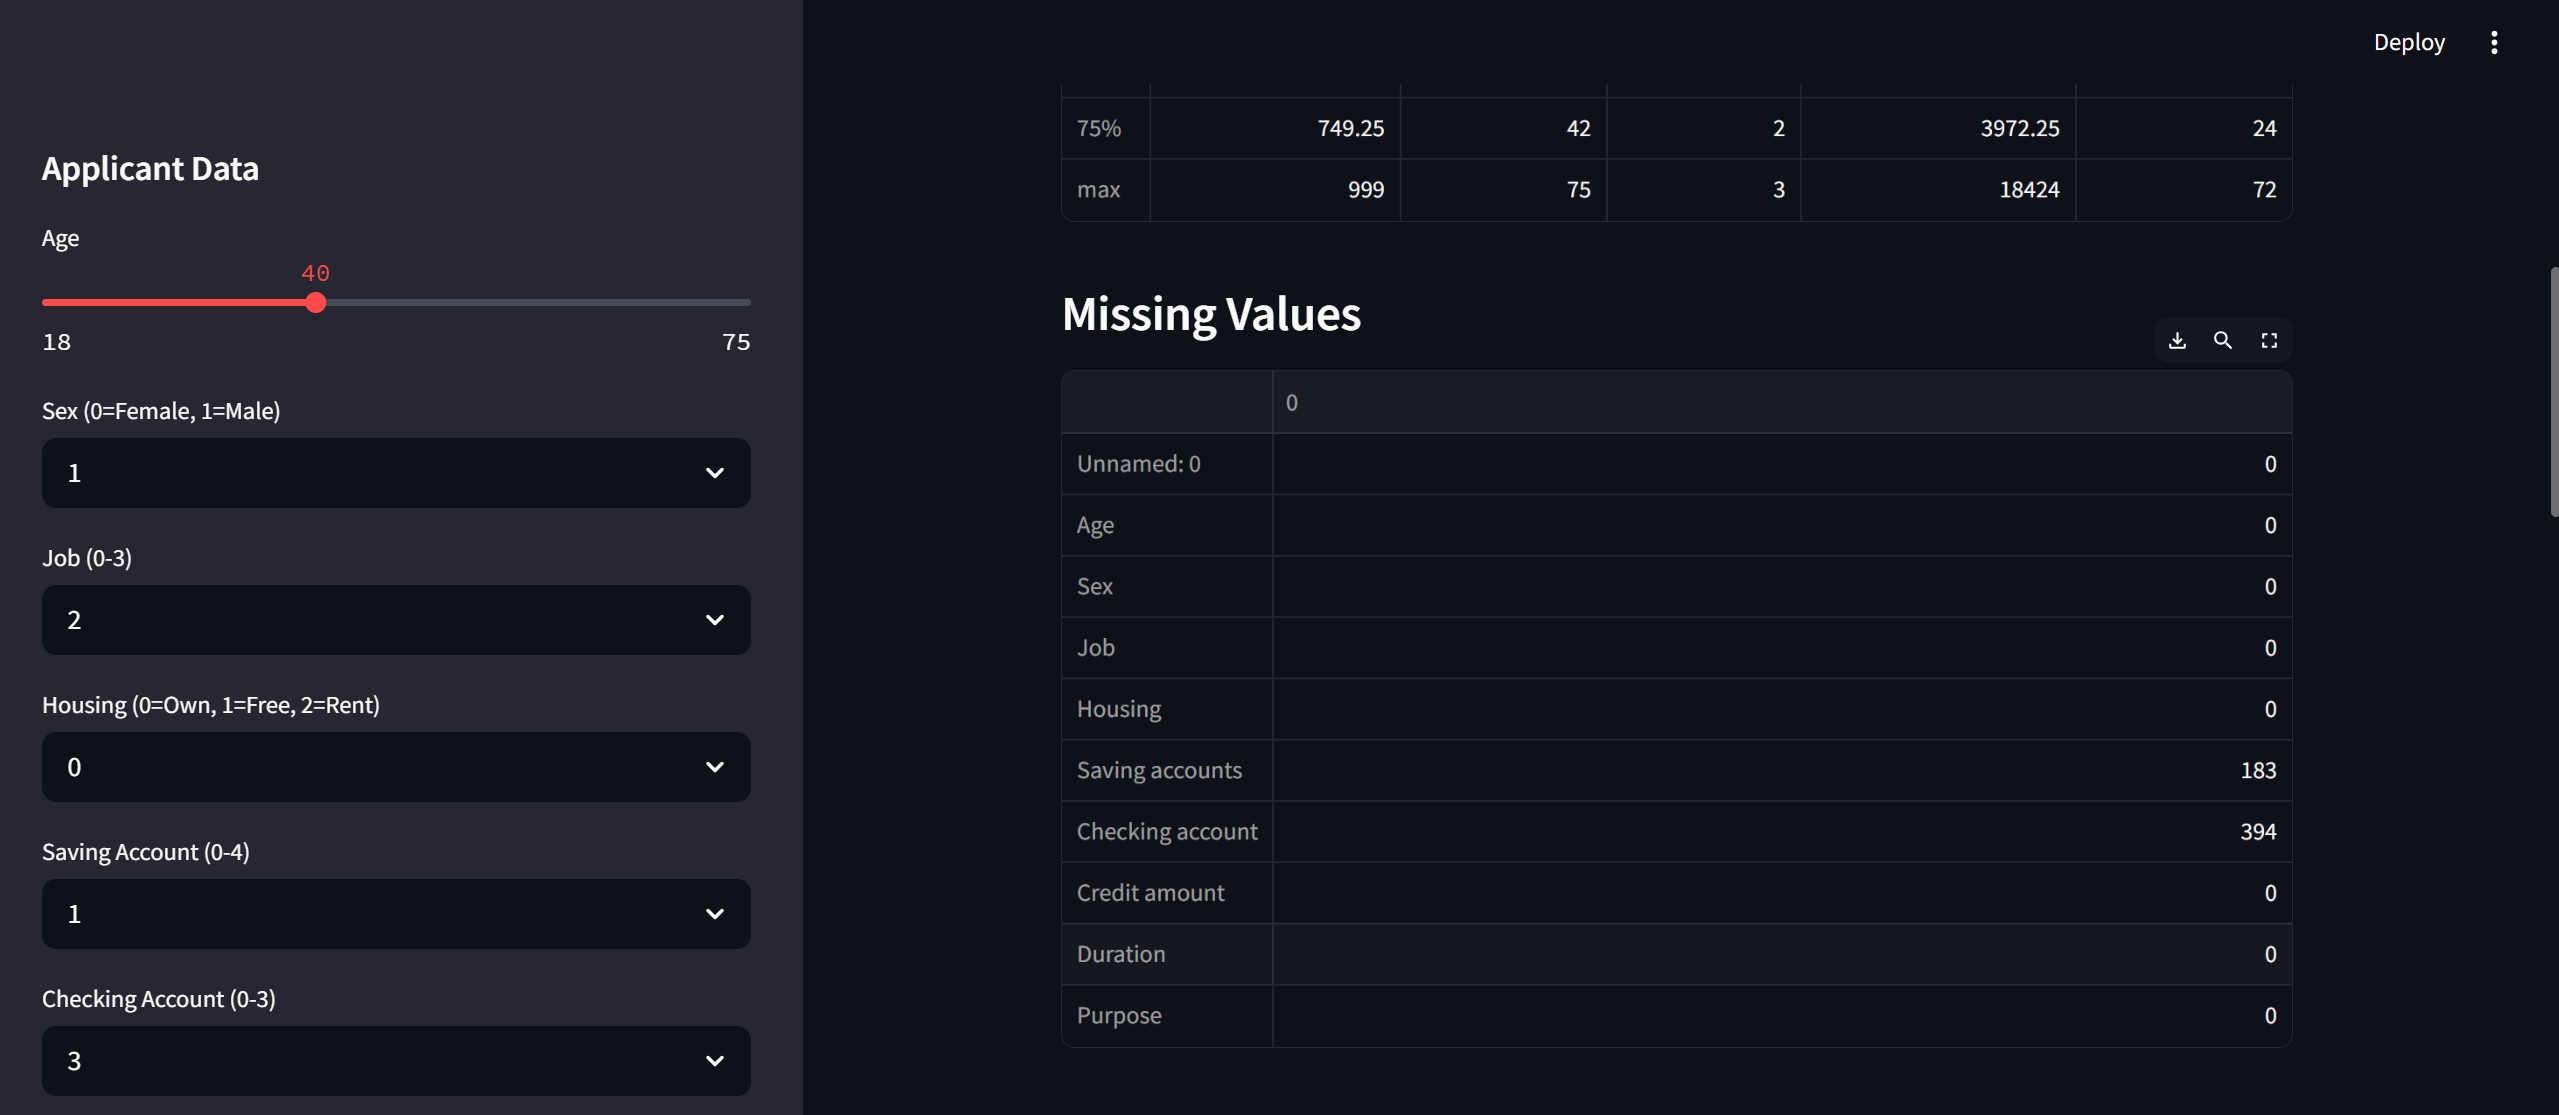 Deploy
Applicant Data
Age
40
18 75
Sex (0=Female, 1=Male)
1
Job (0-3)
2
Housing (0=Own, 1=Free, 2=Rent)
0
Saving Account (0-4)
1
Checking Account (0-3)
3
75% 749.25 42 2 3972.25 24
max 999 75 3 18424 72
Missing Values
0
Unnamed: 0 0
Age 0
Sex 0
Job 0
Housing 0
Saving accounts 183
Checking account 394
Credit amount 0
Duration 0
Purpose 0